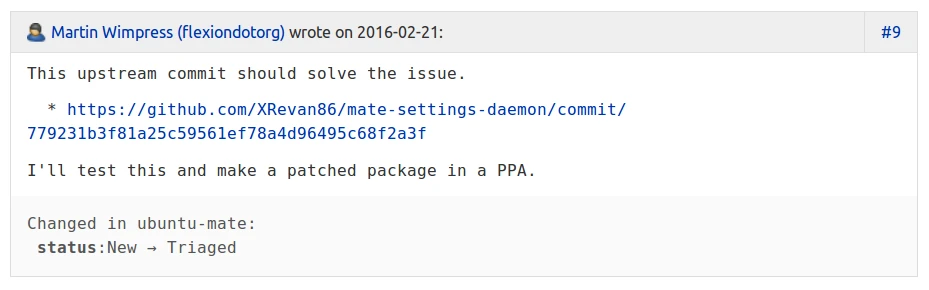 Martin Wimpress (flexiondotorg) wrote on 2016-02-21: #9
This upstream commit should solve the issue.
* https://github.com/XRevan86/mate-settings-daemon/commit/
779231b3f81a25c59561ef78a4d96495c68f2a3f
I'll test this and make a patched package in a PPA.
Changed in ubuntu-mate:
status:New → Triaged